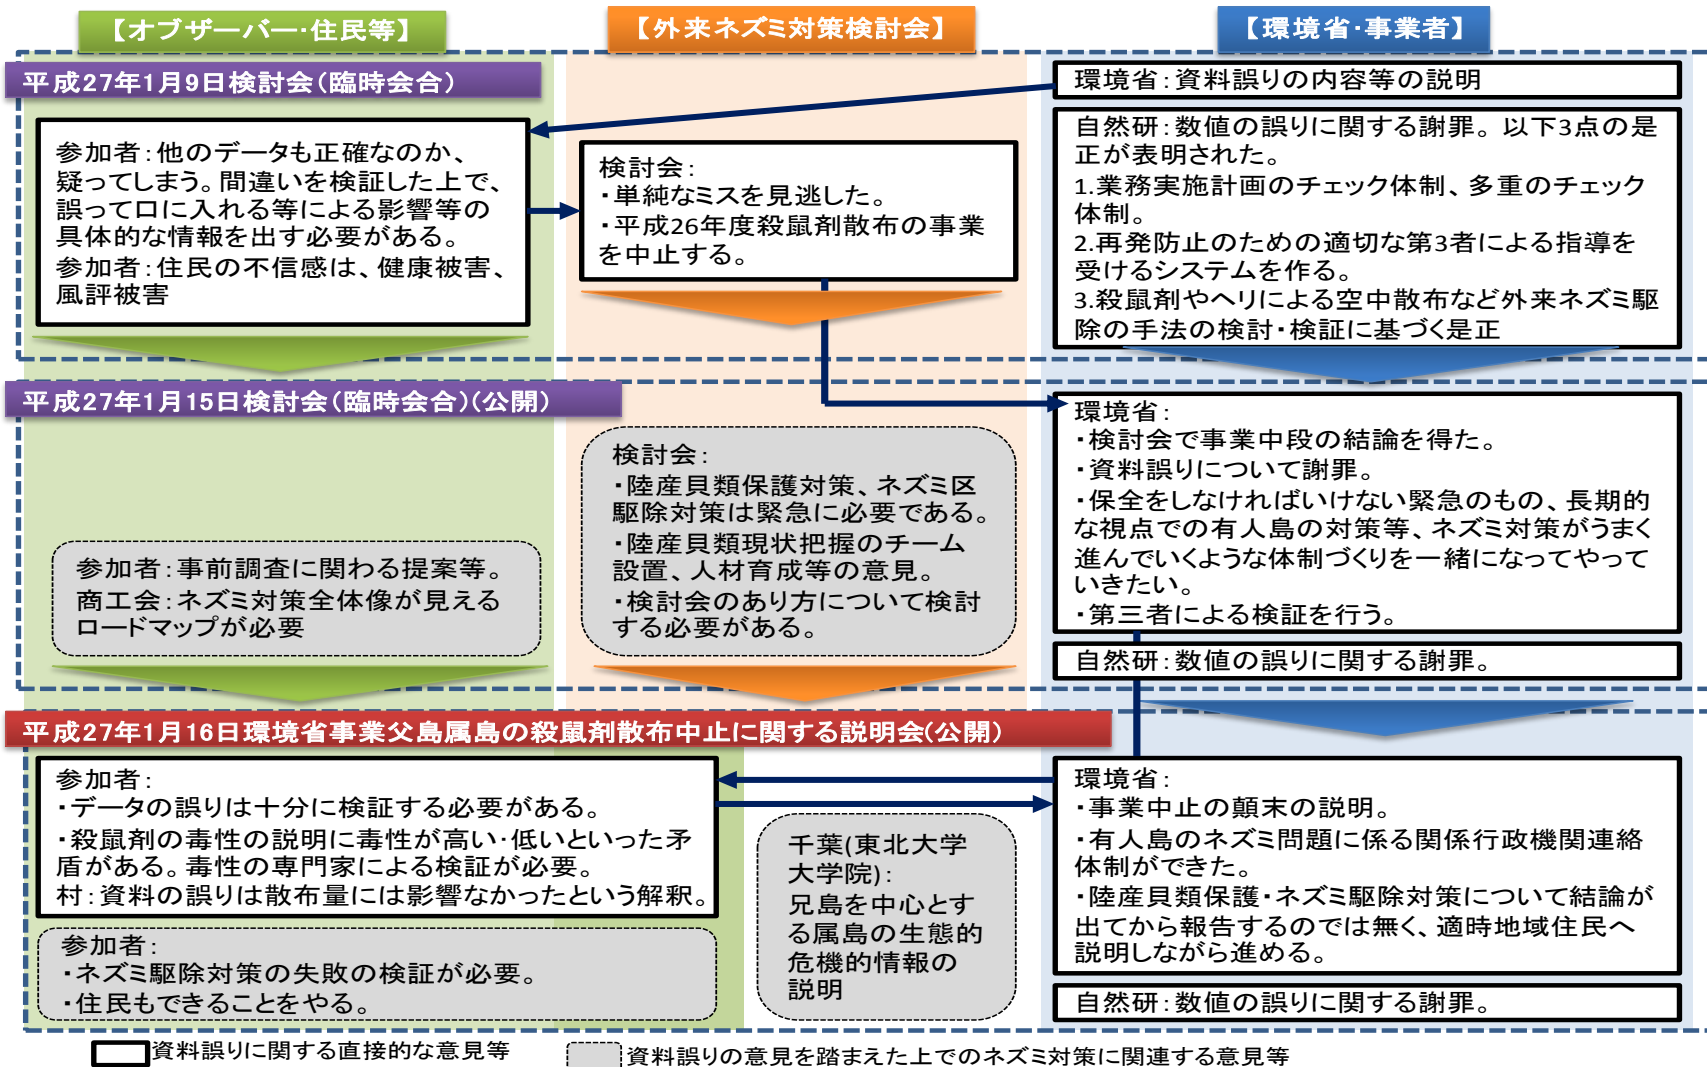 【オブザーバー・住民等】
【外来ネズミ対策検討会】
【環境省・事業者】
平成27年1月9日検討会(臨時会合)
環境省：資料誤りの内容等の説明
参加者：他のデータも正確なのか、
疑ってしまう。間違いを検証した上で、
誤って口に入れる等による影響等の
具体的な情報を出す必要がある。
参加者：住民の不信感は、健康被害、
風評被害
検討会：
・単純なミスを見逃した。
・平成26年度殺鼠剤散布の事業
を中止する。
自然研：数値の誤りに関する謝罪。以下3点の是
正が表明された。
1.業務実施計画のチェック体制、多重のチェック
体制。
2.再発防止のための適切な第3者による指導を
受けるシステムを作る。
3.殺鼠剤やヘリによる空中散布など外来ネズミ駆
除の手法の検討・検証に基づく是正
平成27年1月15日検討会(臨時会合)(公開)
参加者：事前調査に関わる提案等。
商工会：ネズミ対策全体像が見える
ロードマップが必要
検討会：
・陸産貝類保護対策、ネズミ区
駆除対策は緊急に必要である。
・陸産貝類現状把握のチーム
設置、人材育成等の意見。
・検討会のあり方について検討
する必要がある。
環境省：
・検討会で事業中段の結論を得た。
・資料誤りについて謝罪。
・保全をしなければいけない緊急のもの、長期的
な視点での有人島の対策等、ネズミ対策がうまく
進んでいくような体制づくりを一緒になってやって
いきたい。
・第三者による検証を行う。
自然研：数値の誤りに関する謝罪。
平成27年1月16日環境省事業父島属島の殺鼠剤散布中止に関する説明会(公開)
参加者：
・データの誤りは十分に検証する必要がある。
・殺鼠剤の毒性の説明に毒性が高い・低いといった矛
盾がある。毒性の専門家による検証が必要。
村：資料の誤りは散布量には影響なかったという解釈。
参加者：
・ネズミ駆除対策の失敗の検証が必要。
・住民もできることをやる。
千葉(東北大学
大学院)：
兄島を中心とす
る属島の生態的
危機的情報の
説明
環境省：
・事業中止の顛末の説明。
・有人島のネズミ問題に係る関係行政機関連絡
体制ができた。
・陸産貝類保護・ネズミ駆除対策について結論が
出てから報告するのでは無く、適時地域住民へ
説明しながら進める。
自然研：数値の誤りに関する謝罪。
資料誤りに関する直接的な意見等
資料誤りの意見を踏まえた上でのネズミ対策に関連する意見等